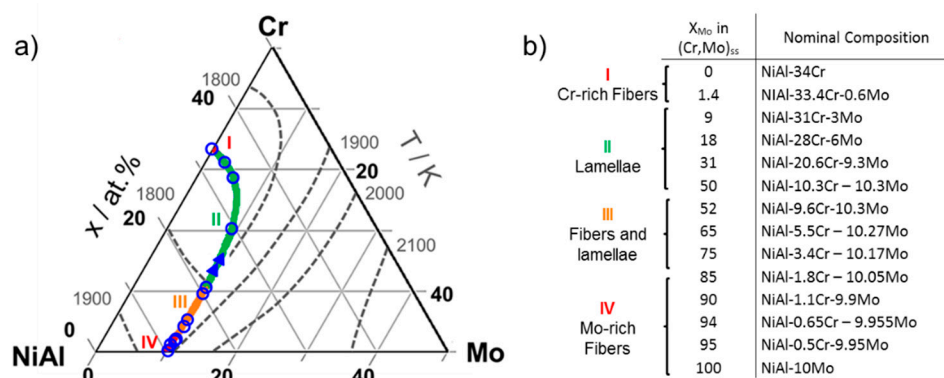 a)
Cr
1800
40
I
1900
T / K
x / at. %
20
2000
1800
20
II
2100
1900
III
40
0
IV
NiAl
Mo
0
20
40
b)
X_Mo in (Cr,Mo)_ss
Nominal Composition
I
Cr-rich Fibers
0 NiAl-34Cr
1.4 NIAl-33.4Cr-0.6Mo
II
Lamellae
9 NiAl-31Cr-3Mo
18 NiAl-28Cr-6Mo
31 NiAl-20.6Cr-9.3Mo
50 NiAl-10.3Cr – 10.3Mo
III
Fibers and lamellae
52 NiAl-9.6Cr-10.3Mo
65 NiAl-5.5Cr – 10.27Mo
75 NiAl-3.4Cr – 10.17Mo
85 NiAl-1.8Cr – 10.05Mo
IV
Mo-rich Fibers
90 NiAl-1.1Cr-9.9Mo
94 NiAl-0.65Cr – 9.955Mo
95 NiAl-0.5Cr-9.95Mo
100 NiAl-10Mo